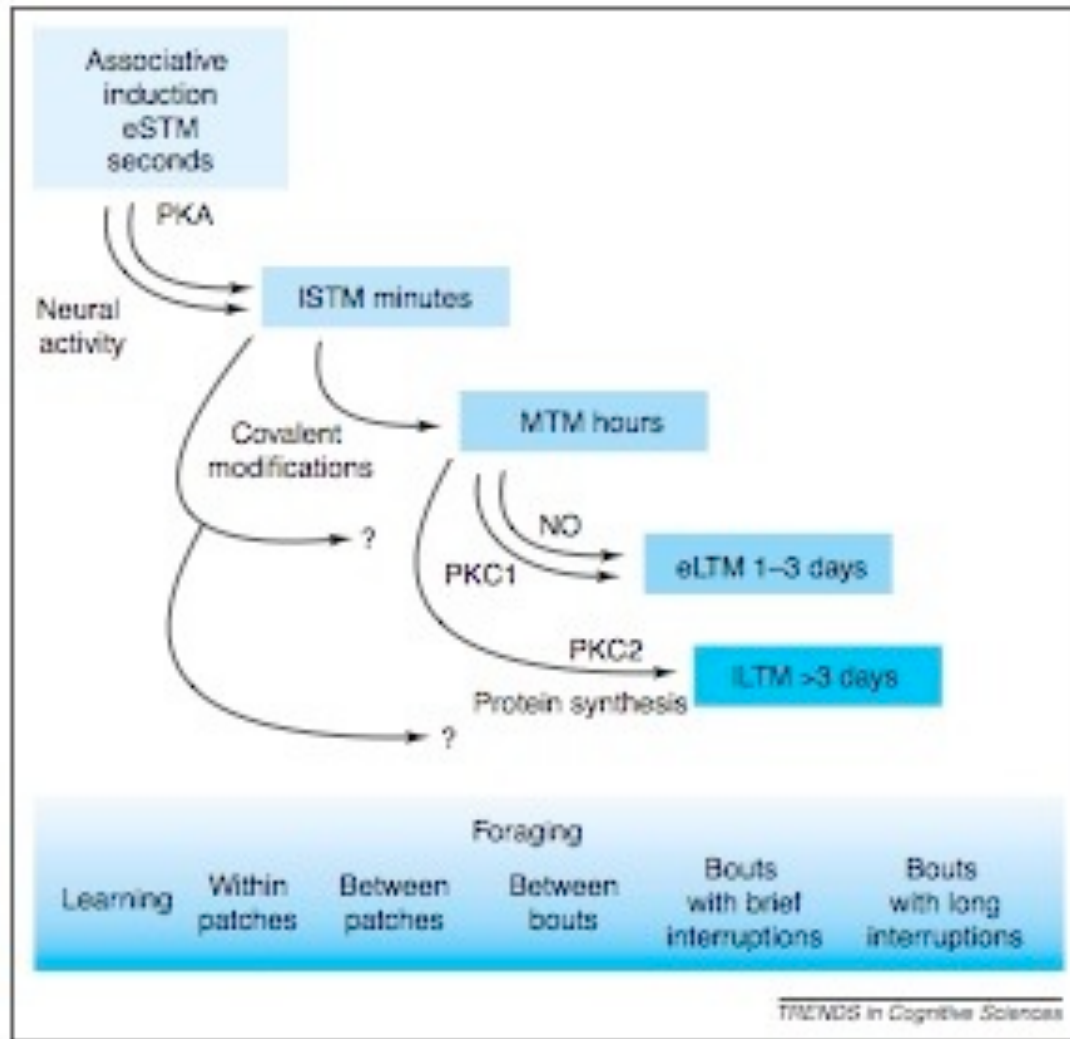 Associative
induction
eSTM
seconds
PKA
Neural
activity
lSTM minutes
Covalent
modifications
MTM hours
?
NO
PKC1
eLTM 1–3 days
PKC2
lLTM >3 days
Protein synthesis
?
Foraging
Learning
Within
patches
Between
patches
Between
bouts
Bouts
with brief
interruptions
Bouts
with long
interruptions
TRENDS in Cognitive Sciences